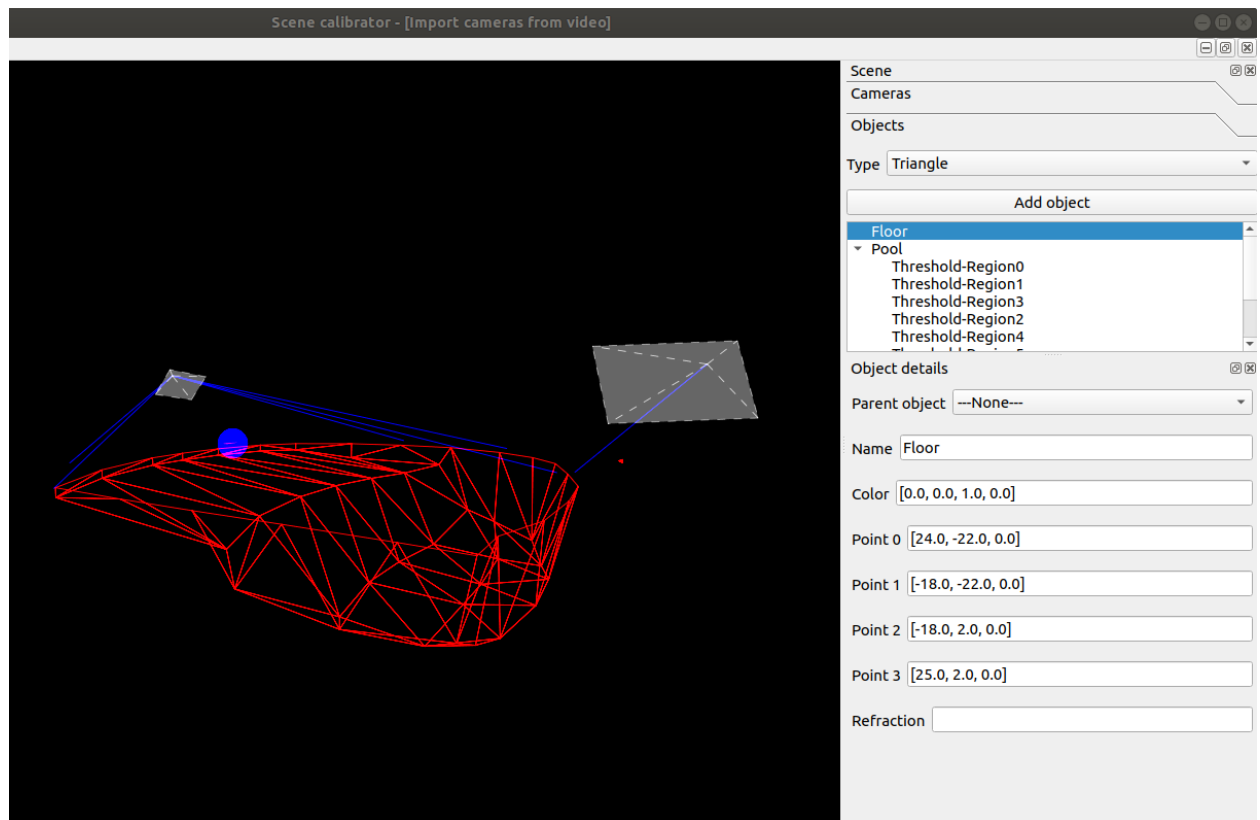 Scene calibrator - [Import cameras from video]
Scene
Cameras
Objects
Type Triangle
Add object
Floor
Pool
Threshold-Region0
Threshold-Region1
Threshold-Region3
Threshold-Region2
Threshold-Region4
Object details
Parent object ---None---
Name Floor
Color [0.0, 0.0, 1.0, 0.0]
Point 0 [24.0, -22.0, 0.0]
Point 1 [-18.0, -22.0, 0.0]
Point 2 [-18.0, 2.0, 0.0]
Point 3 [25.0, 2.0, 0.0]
Refraction